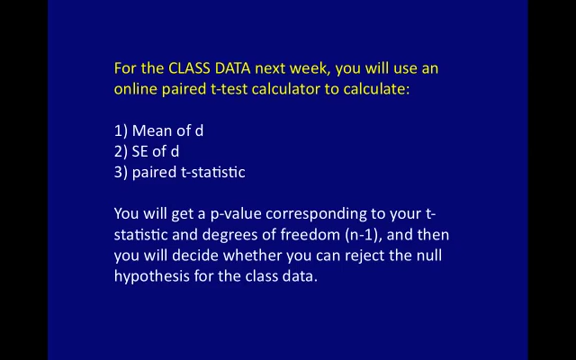 For the CLASS DATA next week, you will use an
online paired t-test calculator to calculate:
1) Mean of d
2) SE of d
3) paired t-statistic
You will get a p-value corresponding to your t-
statistic and degrees of freedom (n-1), and then
you will decide whether you can reject the null
hypothesis for the class data.